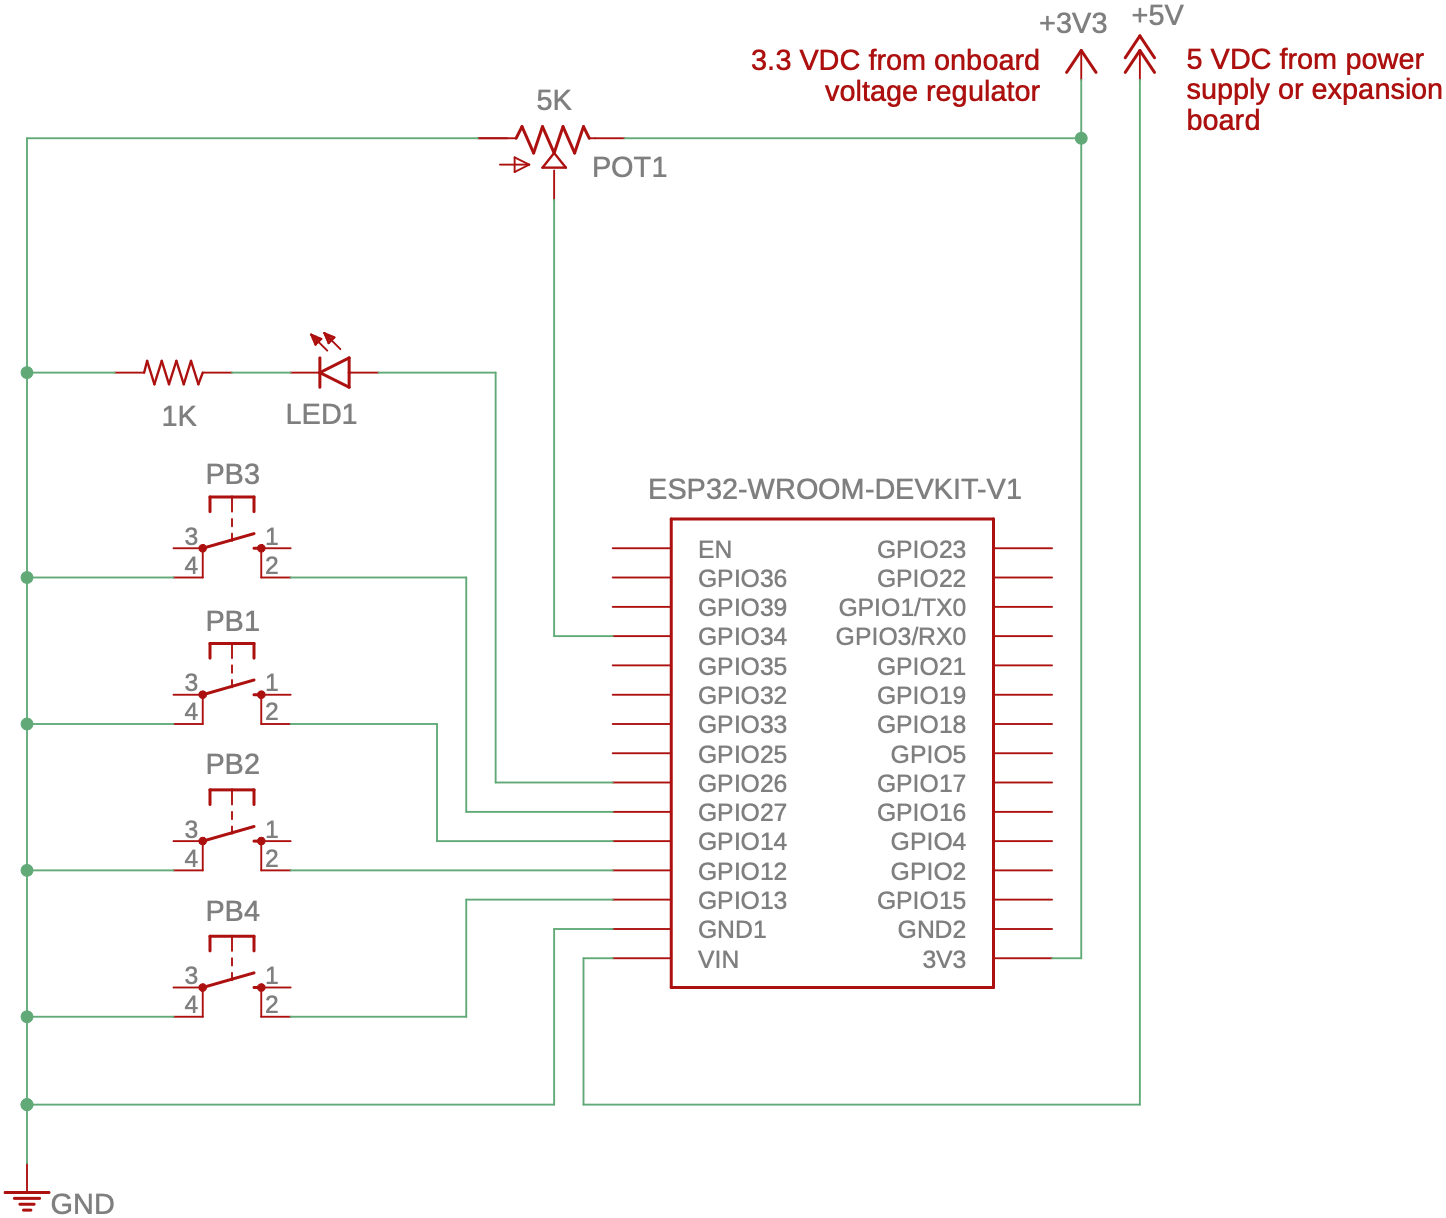 +3V3
+5V
3.3 VDC from onboard
voltage regulator
5 VDC from power
supply or expansion
board
5K
POT1
1K
LED1
PB3
3
1
4
2
PB1
3
1
4
2
PB2
3
1
4
2
PB4
3
1
4
2
ESP32-WROOM-DEVKIT-V1
EN
GPIO23
GPIO36
GPIO22
GPIO39
GPIO1/TX0
GPIO34
GPIO3/RX0
GPIO35
GPIO21
GPIO32
GPIO19
GPIO33
GPIO18
GPIO25
GPIO5
GPIO26
GPIO17
GPIO27
GPIO16
GPIO14
GPIO4
GPIO12
GPIO2
GPIO13
GPIO15
GND1
GND2
VIN
3V3
GND